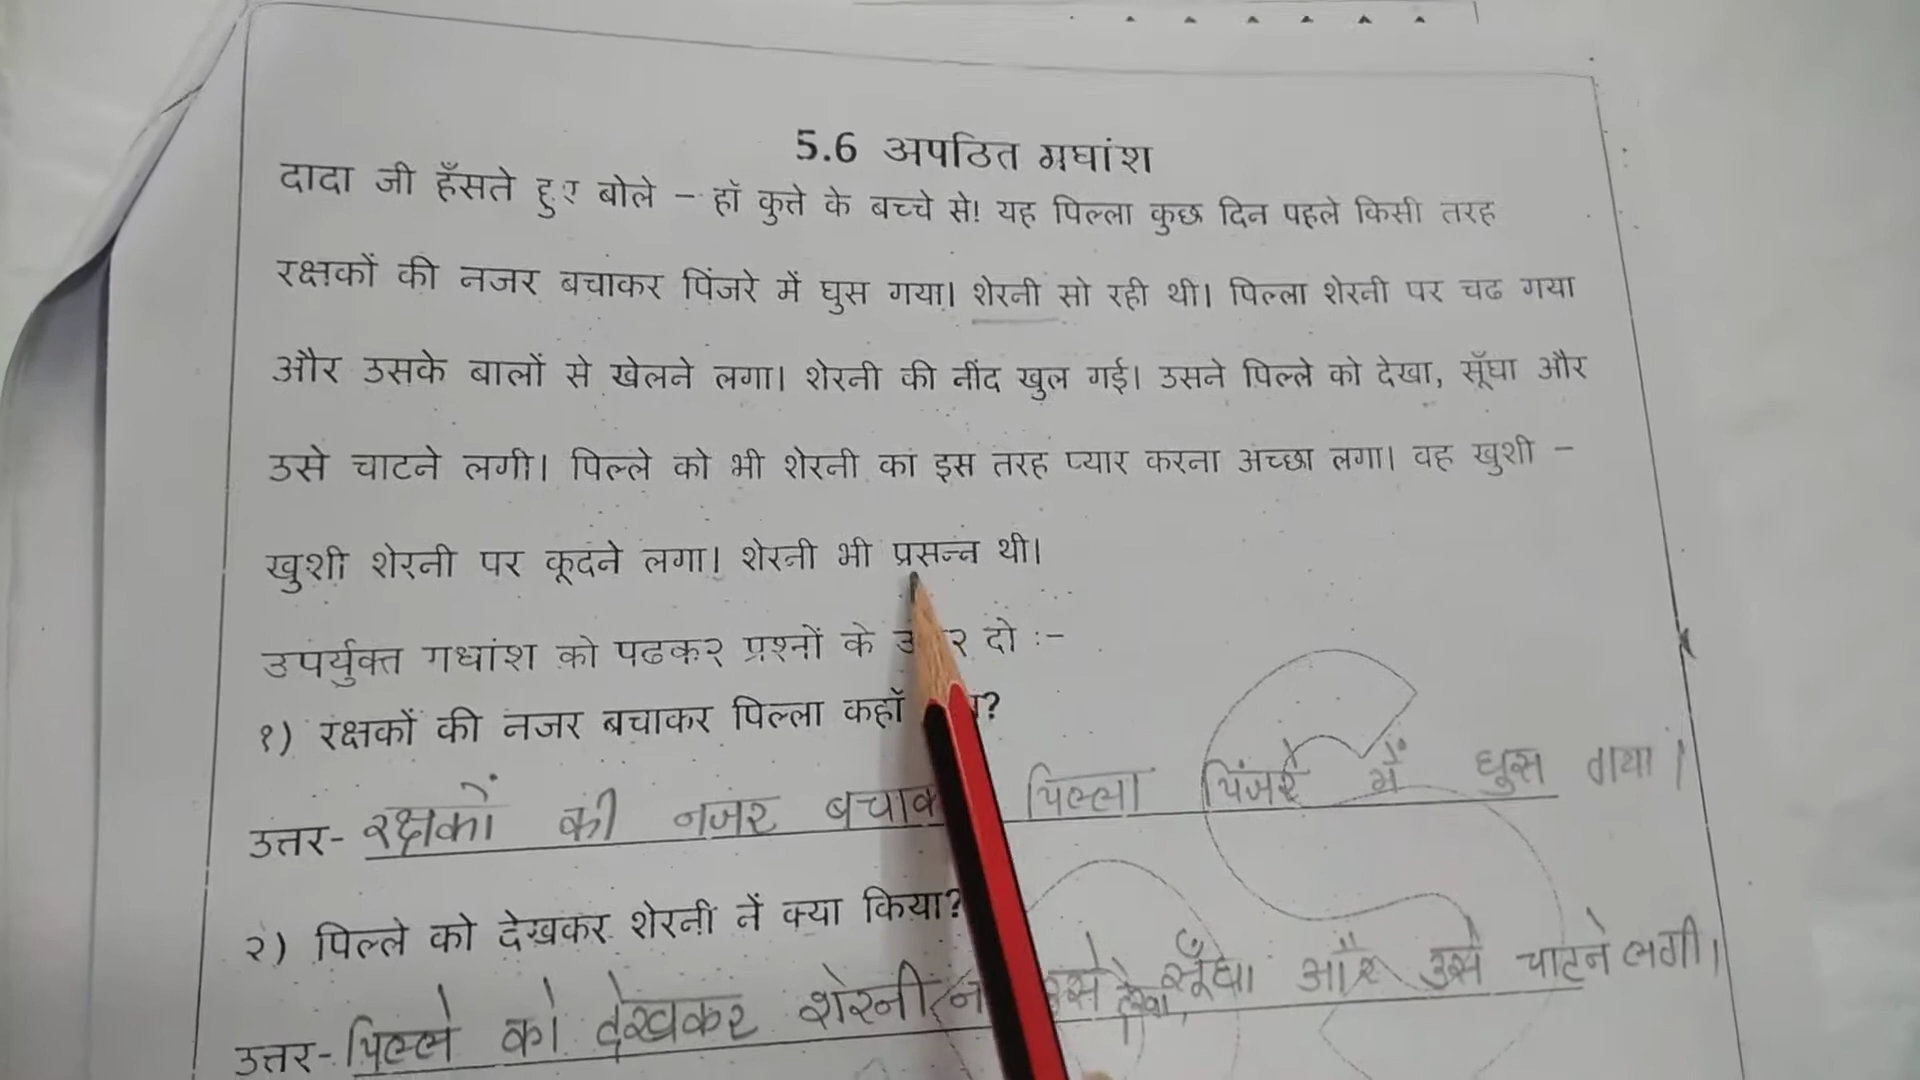 5.6 अपठित गघांश
दादा जी हँसते हुए बोले – हॉ कुत्ते के बच्चे से! यह पिल्ला कुछ दिन पहले किसी तरह
रक्षकों की नजर बचाकर पिंजरे में घुस गया। शेरनी सो रही थी। पिल्ला शेरनी पर चढ गया
और उसके बालों से खेलने लगा। शेरनी की नींद खुल गई। उसने पिल्ले को देखा, सूँघा और
उसे चाटने लगी। पिल्ले को भी शेरनी का इस तरह प्यार करना अच्छा लगा। वह खुशी –
खुशी शेरनी पर कूदने लगा। शेरनी भी प्रसन्न थी।
उपर्युक्त गधांश को पढकर प्रश्नों के दो :–
१) रक्षकों की नजर बचाकर पिल्ला कहॉ ?
उत्तर- रक्षकों की नजर पिल्ला पिंजरे में घुस गया।
२) पिल्ले को देखकर शेरनी नें क्या किया?
उत्तर- पिल्ले को देखकर शेरनी देखा, सूँघा और उसे चाटने लगी।